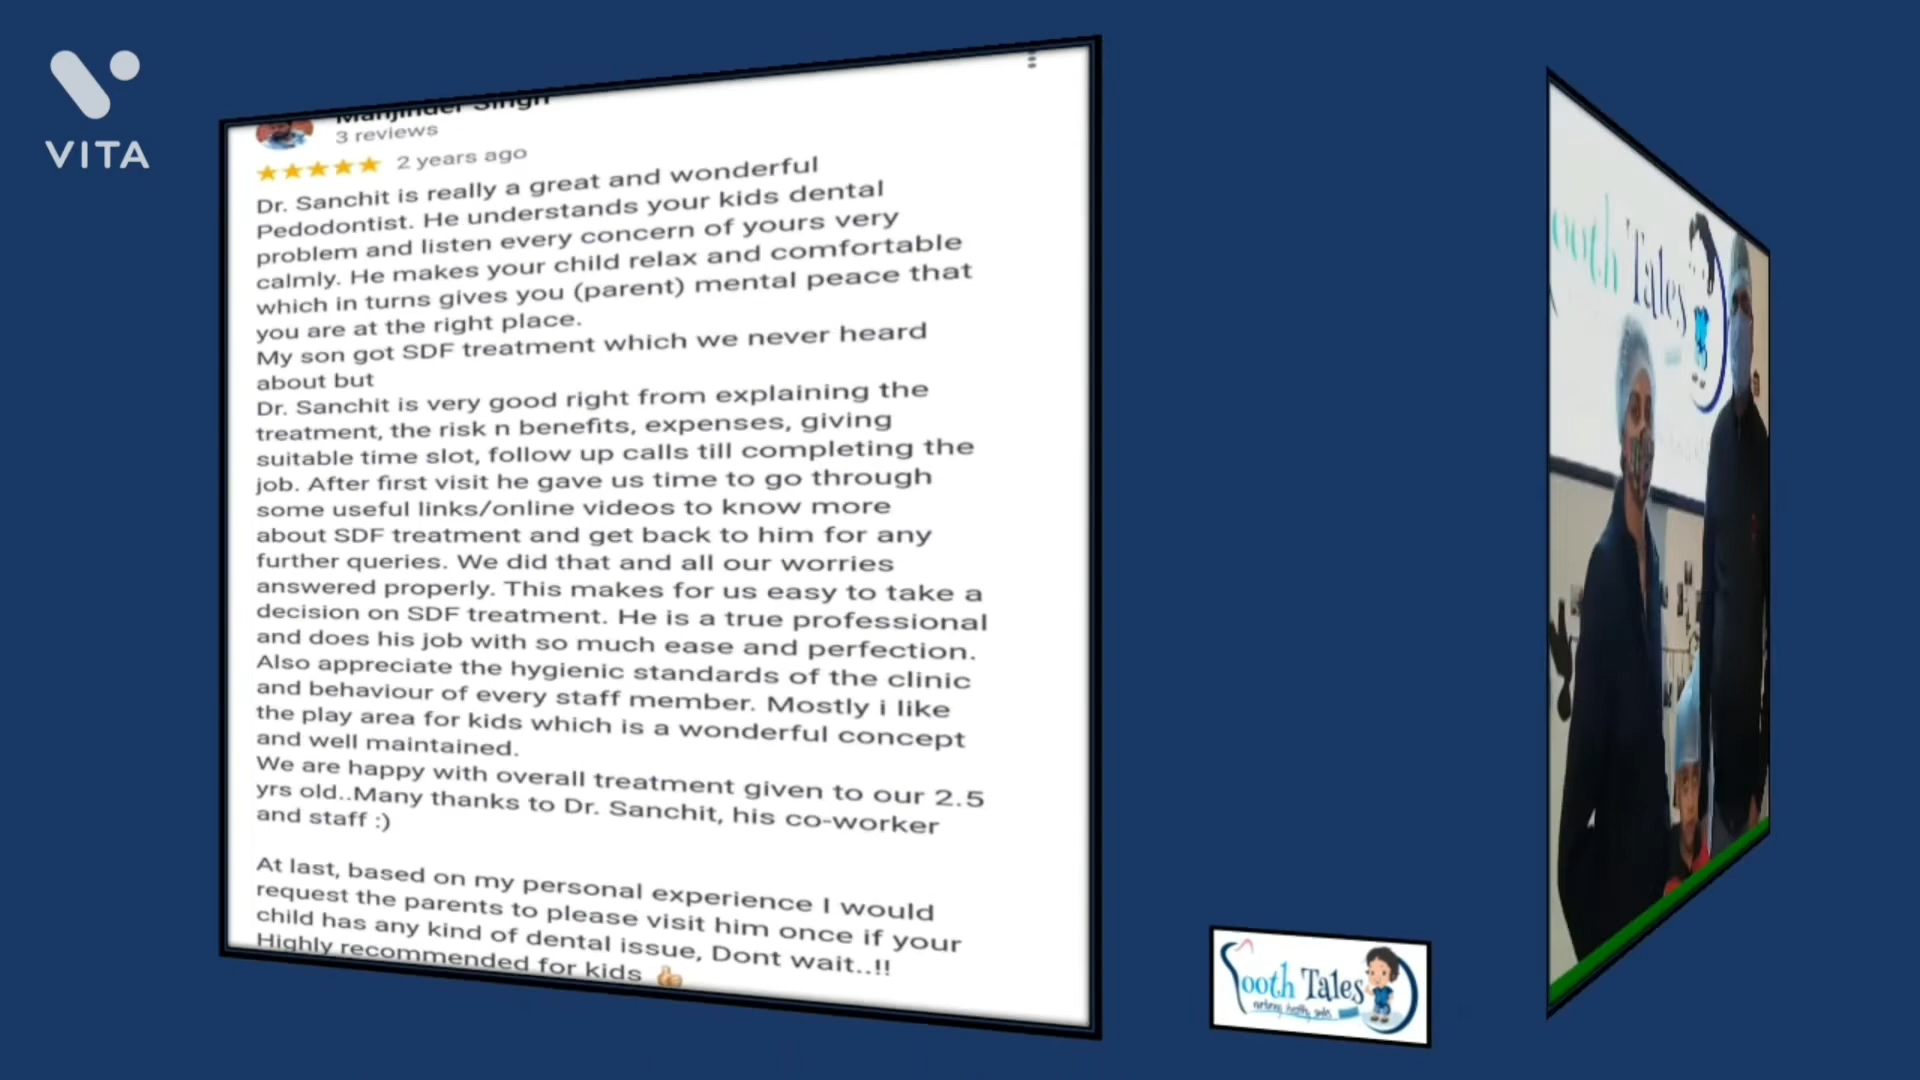 VITA
Manjinder Singh
3 reviews
2 years ago
Dr. Sanchit is really a great and wonderful
Pedodontist. He understands your kids dental
problem and listen every concern of yours very
calmly. He makes your child relax and comfortable
which in turns gives you (parent) mental peace that
you are at the right place.
My son got SDF treatment which we never heard
about but
Dr. Sanchit is very good right from explaining the
treatment, the risk n benefits, expenses, giving
suitable time slot, follow up calls till completing the
job. After first visit he gave us time to go through
some useful links/online videos to know more
about SDF treatment and get back to him for any
further queries. We did that and all our worries
answered properly. This makes for us easy to take a
decision on SDF treatment. He is a true professional
and does his job with so much ease and perfection.
Also appreciate the hygienic standards of the clinic
and behaviour of every staff member. Mostly i like
the play area for kids which is a wonderful concept
and well maintained.
We are happy with overall treatment given to our 2.5
yrs old..Many thanks to Dr. Sanchit, his co-worker
and staff :)
At last, based on my personal experience I would
request the parents to please visit him once if your
child has any kind of dental issue, Dont wait..!!
Highly recommended for kids 👍
Tooth Tales
ooth Tales